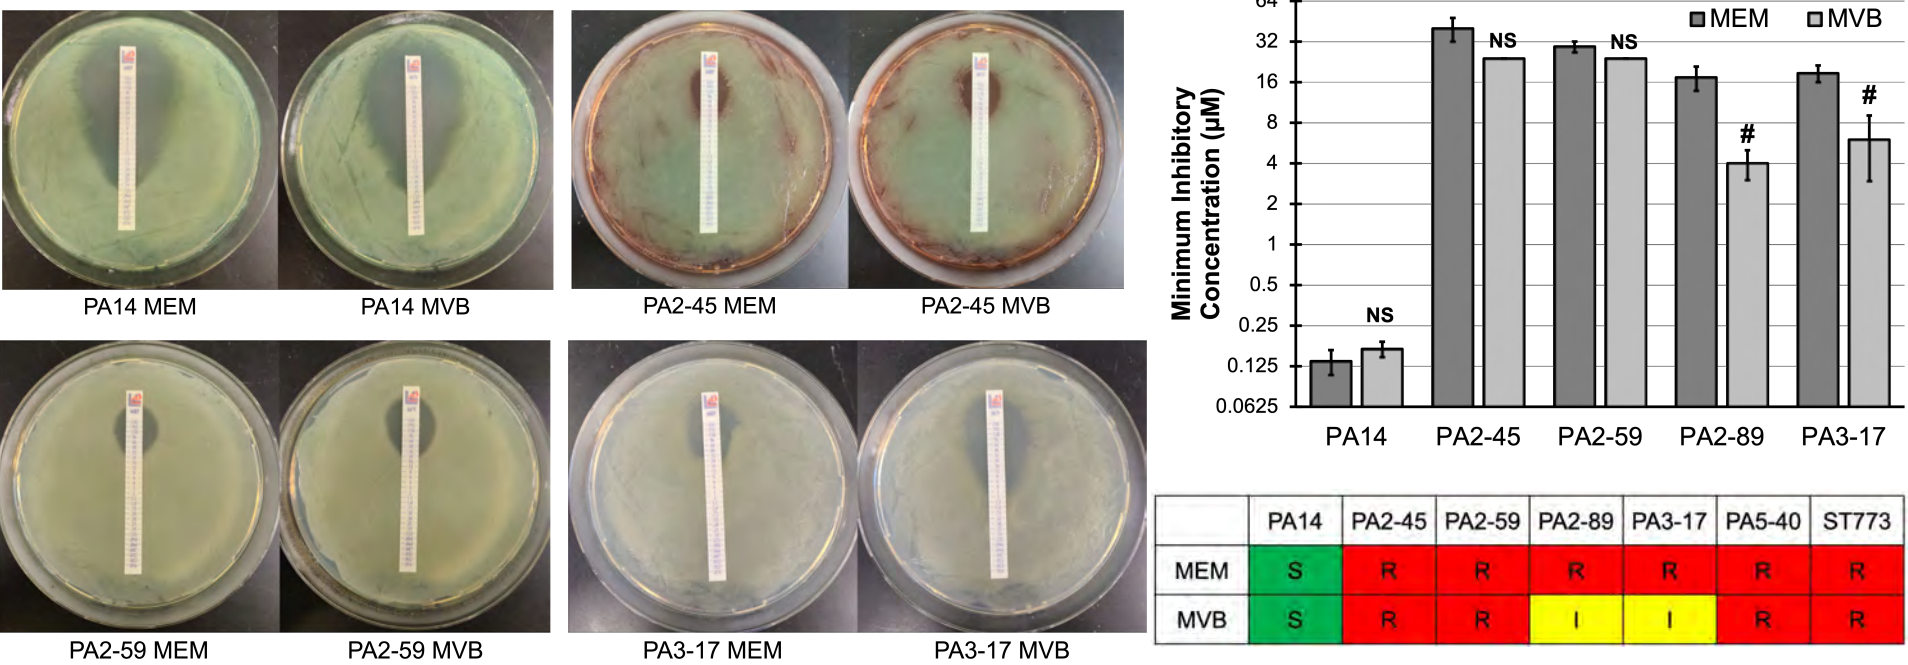 PA14 MEM
PA14 MVB
PA2-45 MEM
PA2-45 MVB
PA2-59 MEM
PA2-59 MVB
PA3-17 MEM
PA3-17 MVB
Minimum Inhibitory
Concentration (µM)
MEM MVB
64
32
16
8
4
2
1
0.5
0.25
0.125
0.0625
NS
NS
NS
#
#
PA14 PA2-45 PA2-59 PA2-89 PA3-17
PA14 PA2-45 PA2-59 PA2-89 PA3-17 PA5-40 ST773
MEM S R R R R R R
MVB S R R I I R R